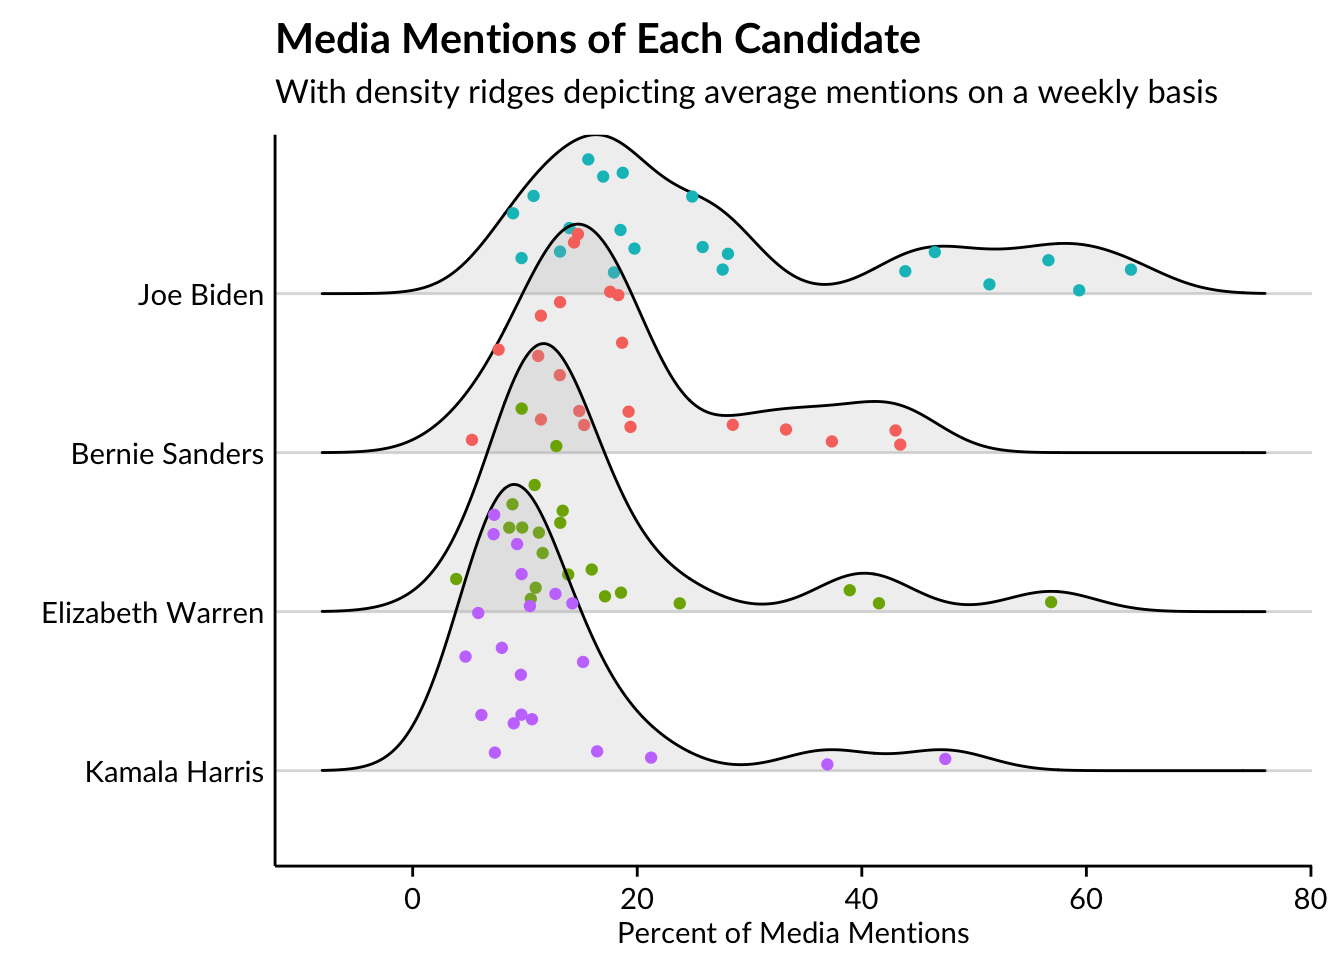 Media Mentions of Each Candidate
With density ridges depicting average mentions on a weekly basis
Joe Biden
Bernie Sanders
Elizabeth Warren
Kamala Harris
0 20 40 60 80
Percent of Media Mentions